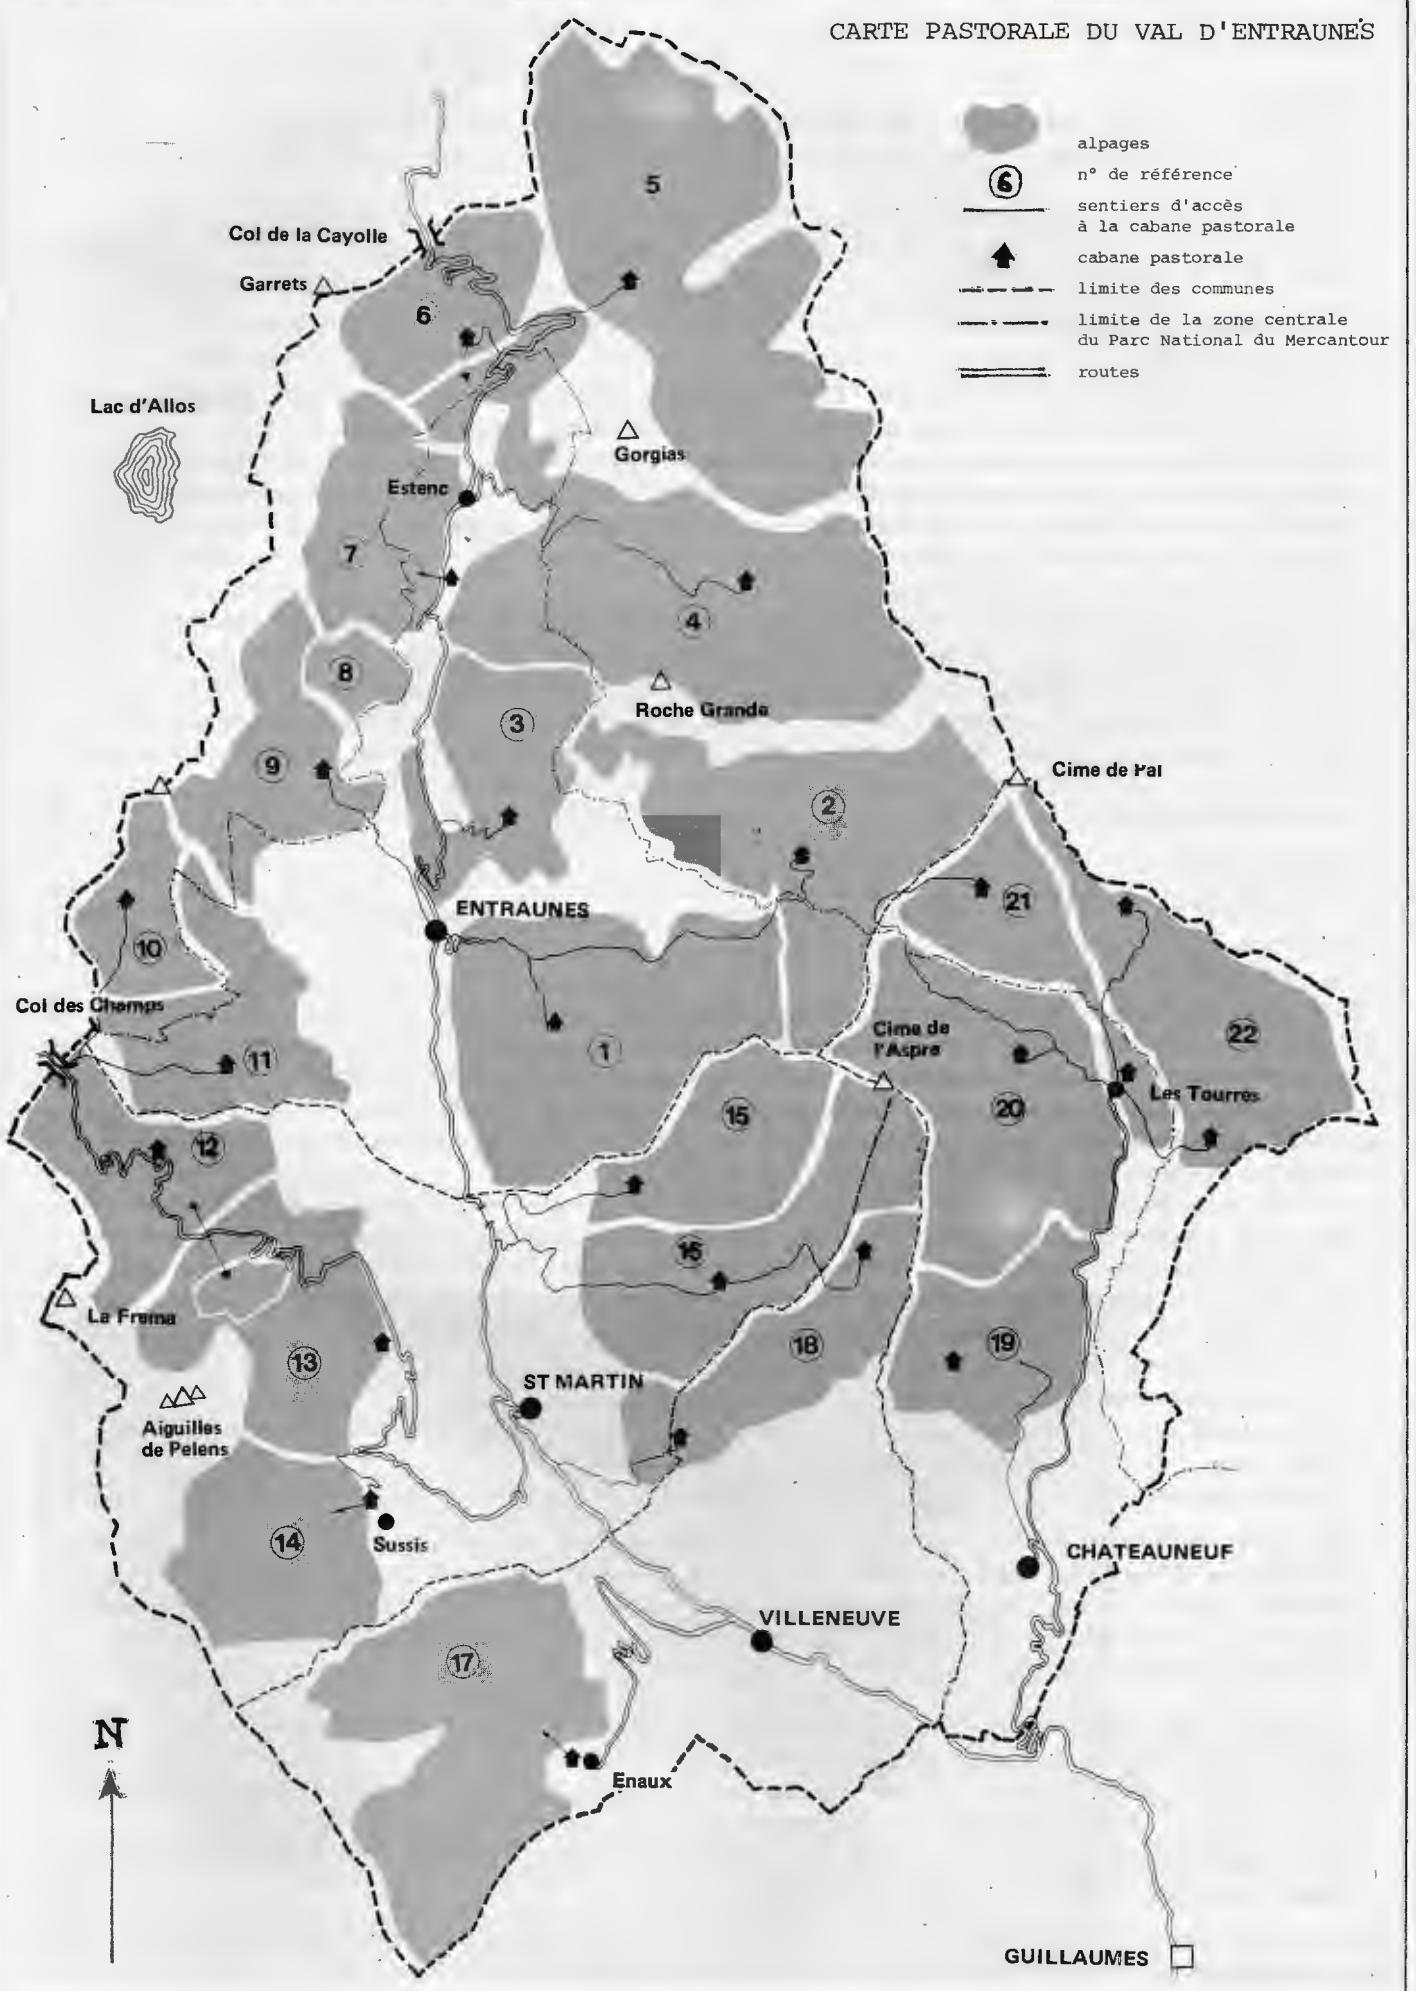 CARTE PASTORALE DU VAL D'ENTRAUNES
alpages
6
n° de référence
sentiers d'accès
à la cabane pastorale
cabane pastorale
limite des communes
limite de la zone centrale
du Parc National du Mercantour
routes
5
Col de la Cayolle
Garrets
6
Lac d'Allos
Gorgias
Estenc
7
4
8
Roche Grande
3
9
Cime de Pal
2
21
ENTRAUNES
10
Col des Champs
22
Cime de
l'Aspre
11
1
Les Tourres
20
15
12
16
La Frema
18
19
13
ST MARTIN
Aiguilles
de Pelens
14
Sussis
CHATEAUNEUF
VILLENEUVE
17
N
Enaux
GUILLAUMES